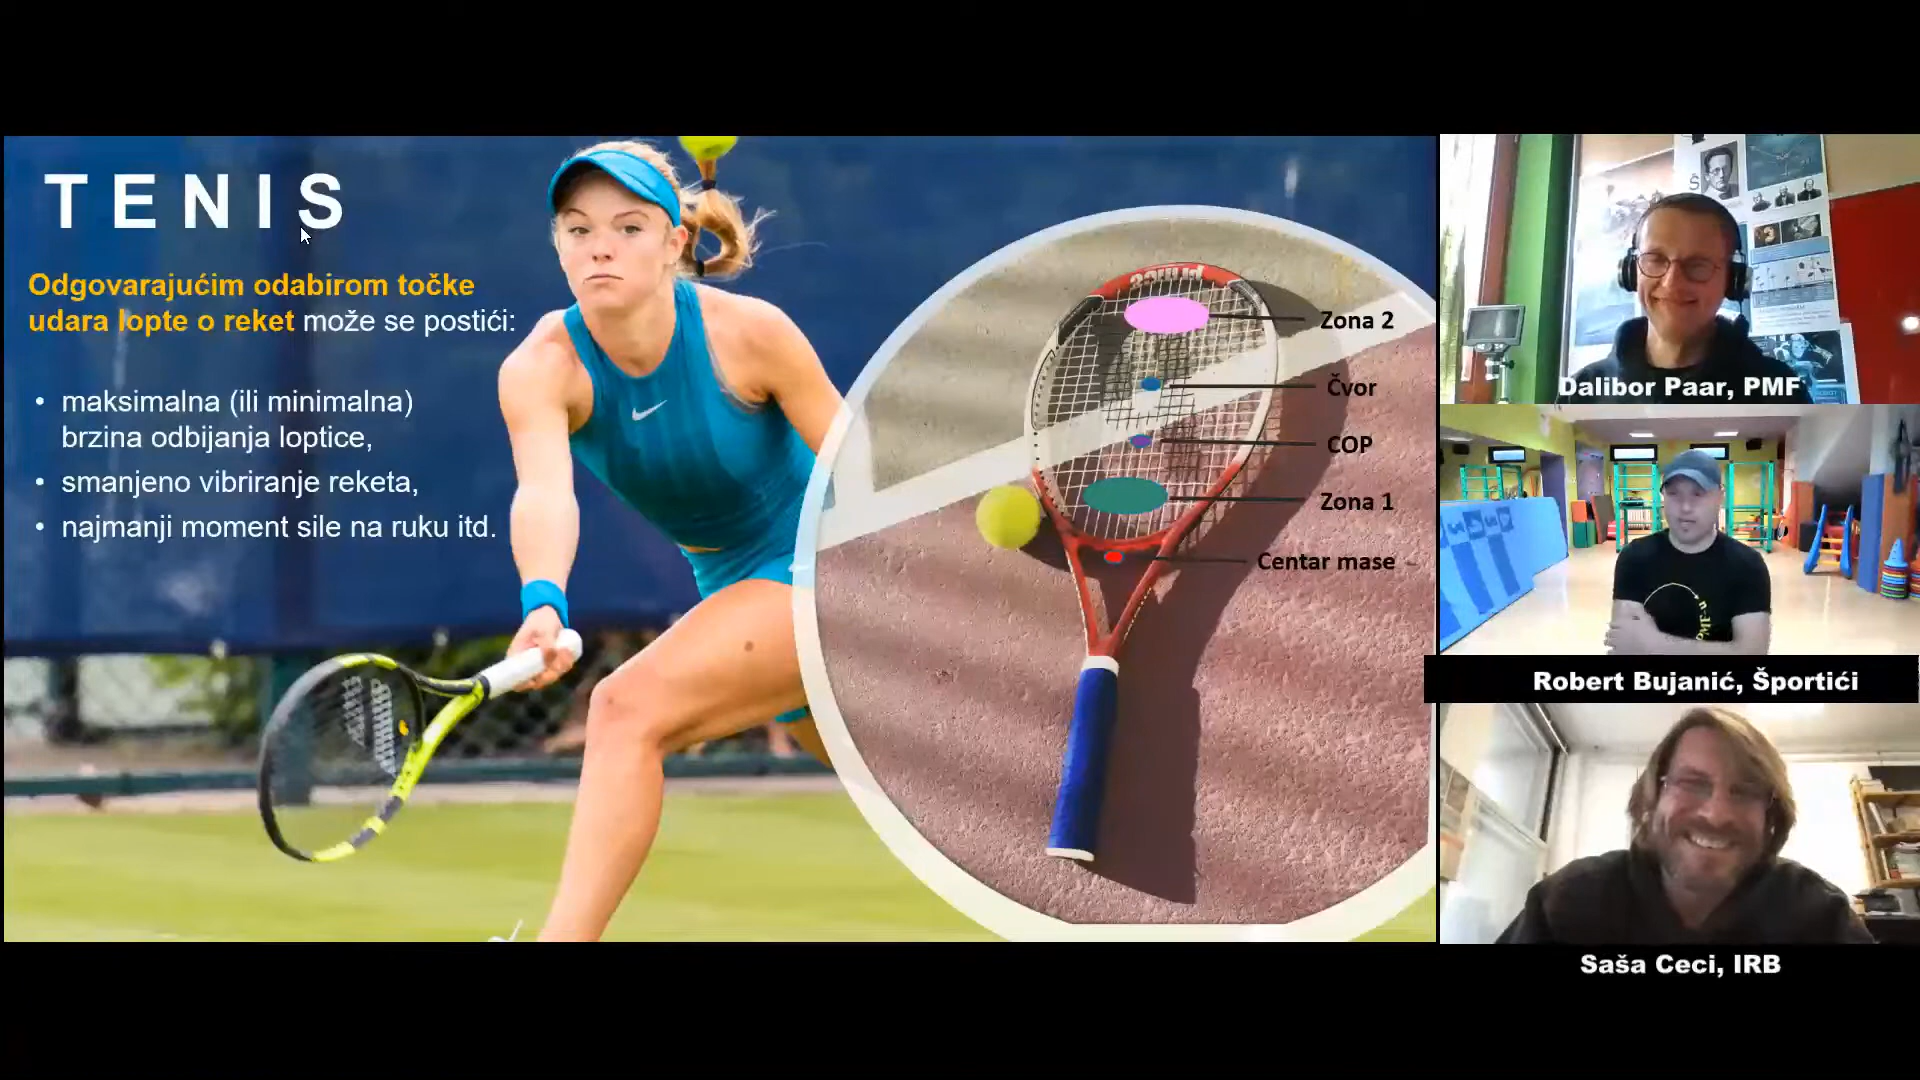 TENIS
Odgovarajućim odabirom točke
udara lopte o reket može se postići:
• maksimalna (ili minimalna)
brzina odbijanja loptice,
• smanjeno vibriranje reketa,
• najmanji moment sile na ruku itd.
Zona 2
Čvor
COP
Zona 1
Centar mase
Dalibor Paar, PMF
Robert Bujanić, Športići
Saša Ceci, IRB